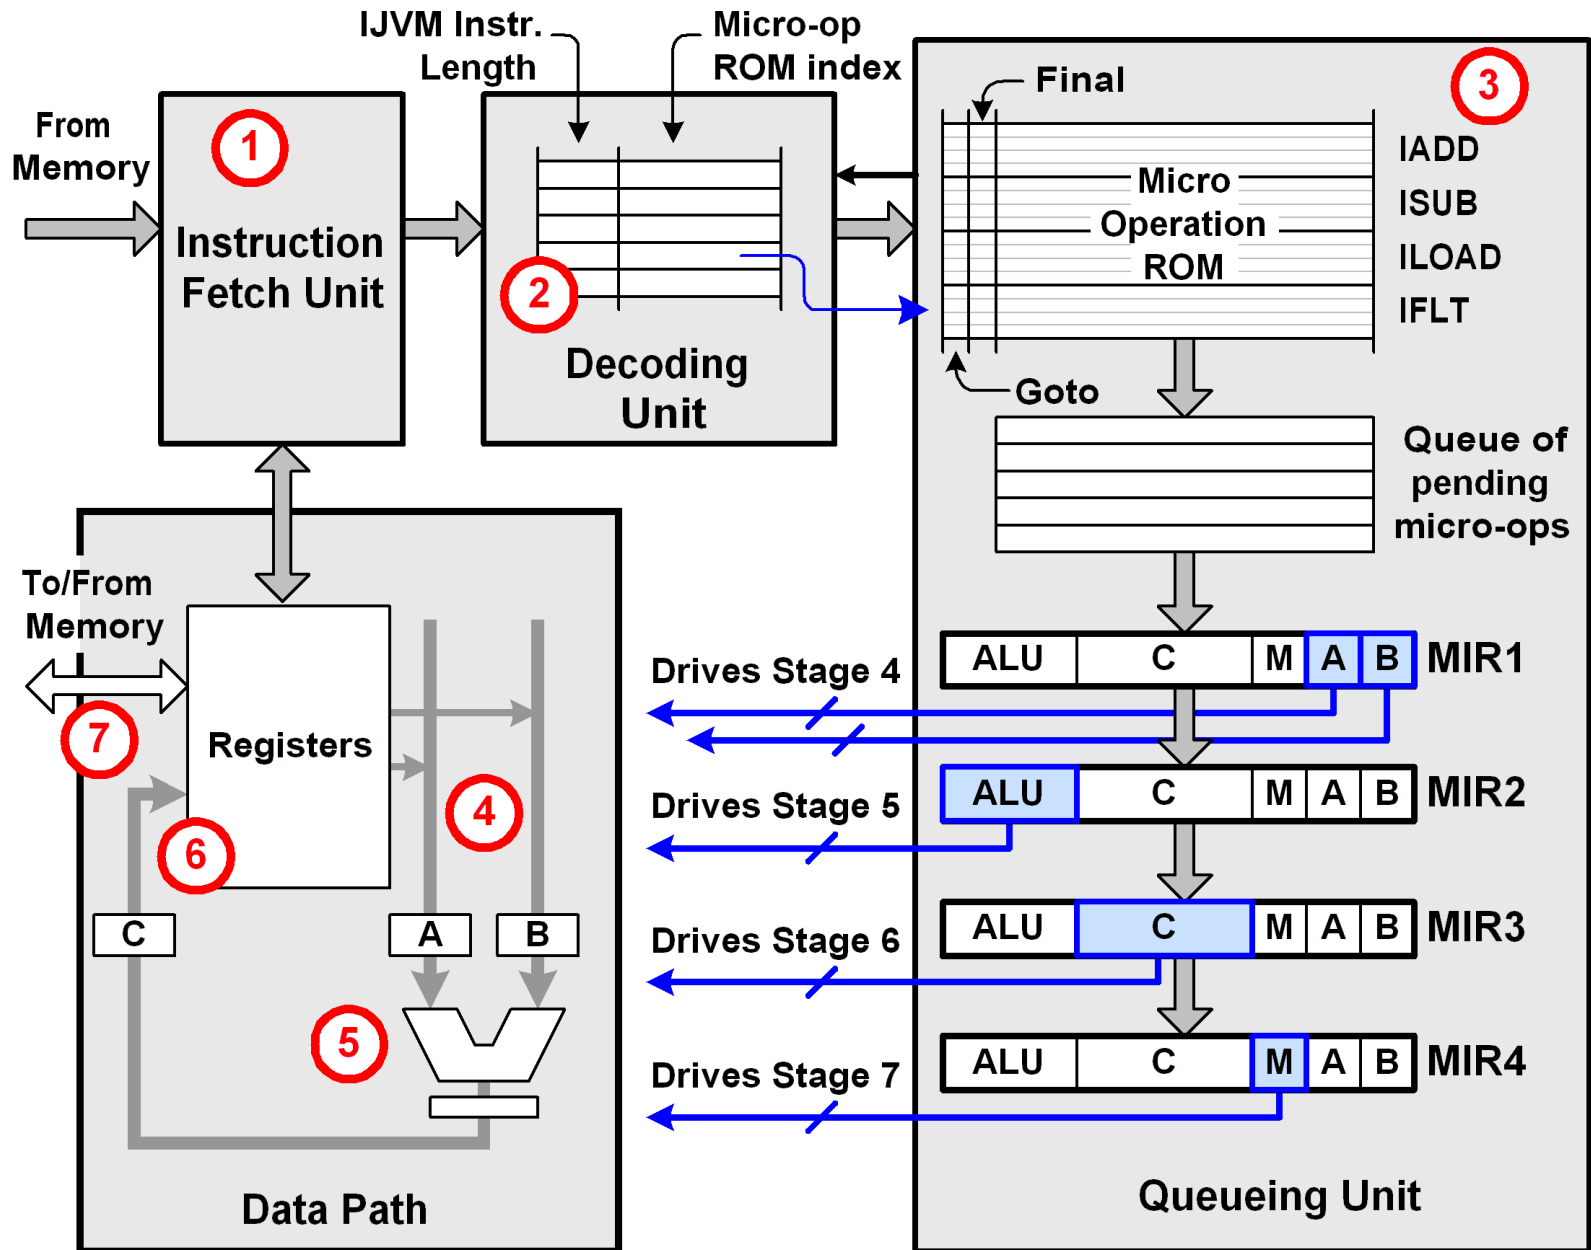 IJVM Instr.
Length
Micro-op
ROM index
From
Memory
1
Instruction
Fetch Unit
2
Decoding
Unit
3
Final
Micro
Operation
ROM
IADD
ISUB
ILOAD
IFLT
Goto
Queue of
pending
micro-ops
To/From
Memory
7
Registers
6
4
C
A
B
5
Data Path
Drives Stage 4
ALU C M A B MIR1
Drives Stage 5
ALU C M A B MIR2
Drives Stage 6
ALU C M A B MIR3
Drives Stage 7
ALU C M A B MIR4
Queueing Unit